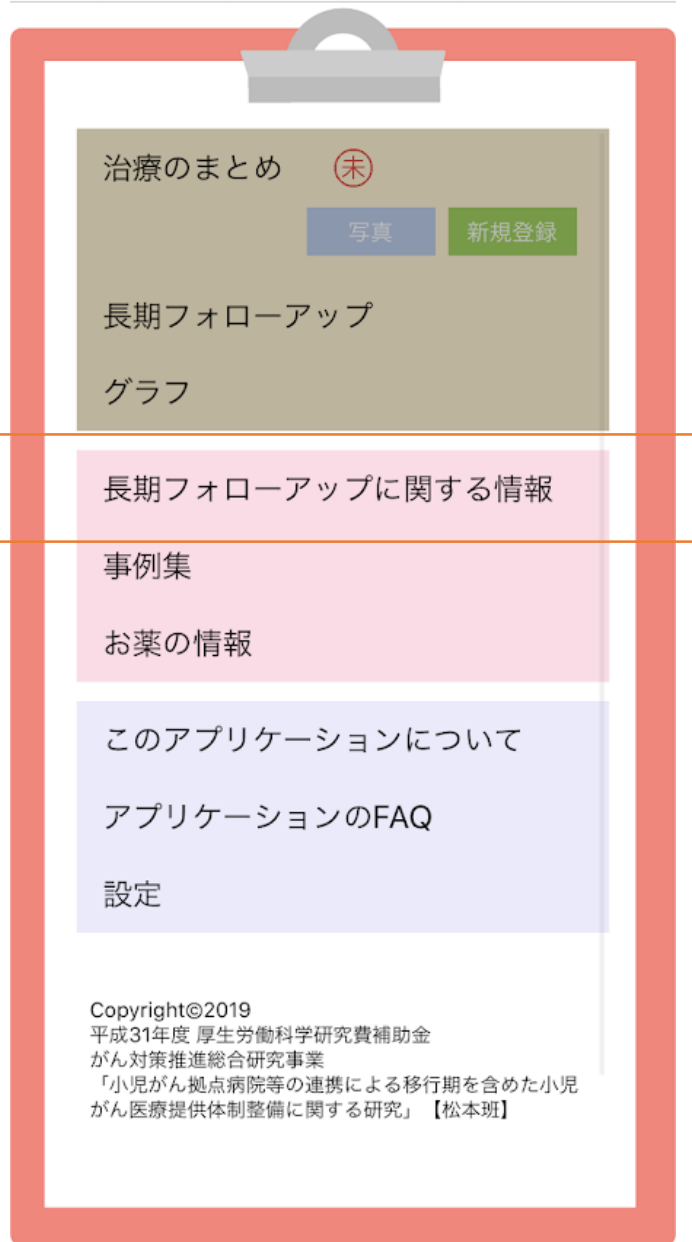 治療のまとめ ㊤
写真 新規登録
長期フォローアップ
グラフ
長期フォローアップに関する情報
事例集
お薬の情報
このアプリケーションについて
アプリケーションのFAQ
設定
Copyright©2019
平成31年度 厚生労働科学研究費補助金
がん対策推進総合研究事業
「小児がん拠点病院等の連携による移行期を含めた小児
がん医療提供体制整備に関する研究」【松本班】